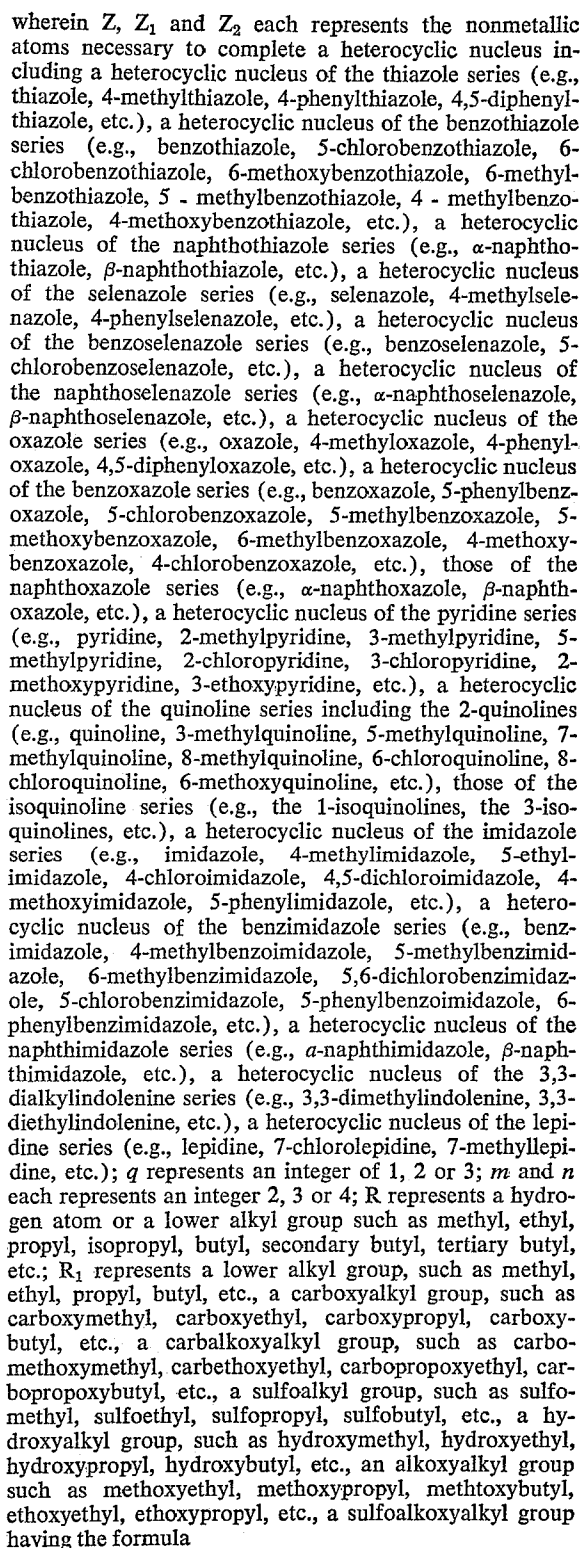 wherein Z, Z₁ and Z₂ each represents the nonmetallic
atoms necessary to complete a heterocyclic nucleus in-
cluding a heterocyclic nucleus of the thiazole series (e.g.,
thiazole, 4-methylthiazole, 4-phenylthiazole, 4,5-diphenyl-
thiazole, etc.), a heterocyclic nucleus of the benzothiazole
series (e.g., benzothiazole, 5-chlorobenzothiazole, 6-
chlorobenzothiazole, 6-methoxybenzothiazole, 6-methyl-
benzothiazole, 5 - methylbenzothiazole, 4 - methylbenzo-
thiazole, 4-methoxybenzothiazole, etc.), a heterocyclic
nucleus of the naphthothiazole series (e.g., α-naphtho-
thiazole, β-naphthothiazole, etc.), a heterocyclic nucleus
of the selenazole series (e.g., selenazole, 4-methylsele-
nazole, 4-phenylselenazole, etc.), a heterocyclic nucleus
of the benzoselenazole series (e.g., benzoselenazole, 5-
chlorobenzoselenazole, etc.), a heterocyclic nucleus of
the naphthoselenazole series (e.g., α-naphthoselenazole,
β-naphthoselenazole, etc.), a heterocyclic nucleus of the
oxazole series (e.g., oxazole, 4-methyloxazole, 4-phenyl-
oxazole, 4,5-diphenyloxazole, etc.), a heterocyclic nucleus
of the benzoxazole series (e.g., benzoxazole, 5-phenylbenz-
oxazole, 5-chlorobenzoxazole, 5-methylbenzoxazole, 5-
methoxybenzoxazole, 6-methylbenzoxazole, 4-methoxy-
benzoxazole, 4-chlorobenzoxazole, etc.), those of the
naphthoxazole series (e.g., α-naphthoxazole, β-naphth-
oxazole, etc.), a heterocyclic nucleus of the pyridine series
(e.g., pyridine, 2-methylpyridine, 3-methylpyridine, 5-
methylpyridine, 2-chloropyridine, 3-chloropyridine, 2-
methoxypyridine, 3-ethoxypyridine, etc.), a heterocyclic
nucleus of the quinoline series including the 2-quinolines
(e.g., quinoline, 3-methylquinoline, 5-methylquinoline, 7-
methylquinoline, 8-methylquinoline, 6-chloroquinoline, 8-
chloroquinoline, 6-methoxyquinoline, etc.), those of the
isoquinoline series (e.g., the 1-isoquinolines, the 3-iso-
quinolines, etc.), a heterocyclic nucleus of the imidazole
series (e.g., imidazole, 4-methylimidazole, 5-ethyl-
imidazole, 4-chloroimidazole, 4,5-dichloroimidazole, 4-
methoxyimidazole, 5-phenylimidazole, etc.), a hetero-
cyclic nucleus of the benzimidazole series (e.g., benz-
imidazole, 4-methylbenzoimidazole, 5-methylbenzimid-
azole, 6-methylbenzimidazole, 5,6-dichlorobenzimidaz-
ole, 5-chlorobenzimidazole, 5-phenylbenzoimidazole, 6-
phenylbenzimidazole, etc.), a heterocyclic nucleus of the
naphthimidazole series (e.g., a-naphthimidazole, β-naph-
thimidazole, etc.), a heterocyclic nucleus of the 3,3-
dialkylindolenine series (e.g., 3,3-dimethylindolenine, 3,3-
diethylindolenine, etc.), a heterocyclic nucleus of the lepi-
dine series (e.g., lepidine, 7-chlorolepidine, 7-methyllepi-
dine, etc.); q represents an integer of 1, 2 or 3; m and n
each represents an integer 2, 3 or 4; R represents a hydro-
gen atom or a lower alkyl group such as methyl, ethyl,
propyl, isopropyl, butyl, secondary butyl, tertiary butyl,
etc.; R₁ represents a lower alkyl group, such as methyl,
ethyl, propyl, butyl, etc., a carboxyalkyl group, such as
carboxymethyl, carboxyethyl, carboxypropyl, carboxy-
butyl, etc., a carbalkoxyalkyl group, such as carbo-
methoxymethyl, carbethoxyethyl, carbopropoxyethyl, car-
bopropoxybutyl, etc., a sulfoalkyl group, such as sulfo-
methyl, sulfoethyl, sulfopropyl, sulfobutyl, etc., a hy-
droxyalkyl group, such as hydroxymethyl, hydroxyethyl,
hydroxypropyl, hydroxybutyl, etc., an alkoxyalkyl group
such as methoxyethyl, methoxypropyl, methtoxybutyl,
ethoxyethyl, ethoxypropyl, etc., a sulfoalkoxyalkyl group
having the formula